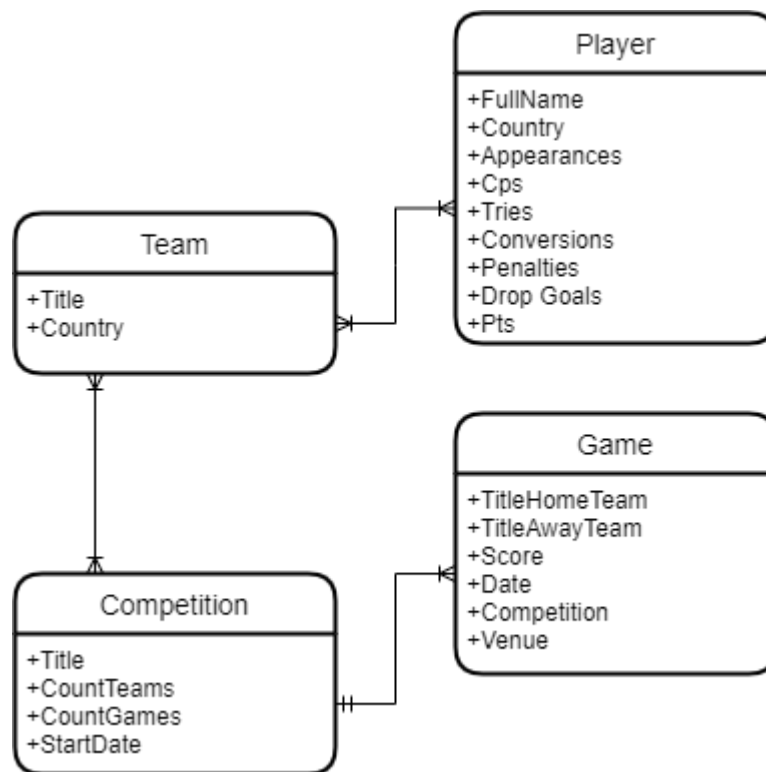 Player
+FullName
+Country
+Appearances
+Cps
+Tries
+Conversions
+Penalties
+Drop Goals
+Pts
Team
+Title
+Country
Game
+TitleHomeTeam
+TitleAwayTeam
+Score
+Date
+Competition
+Venue
Competition
+Title
+CountTeams
+CountGames
+StartDate